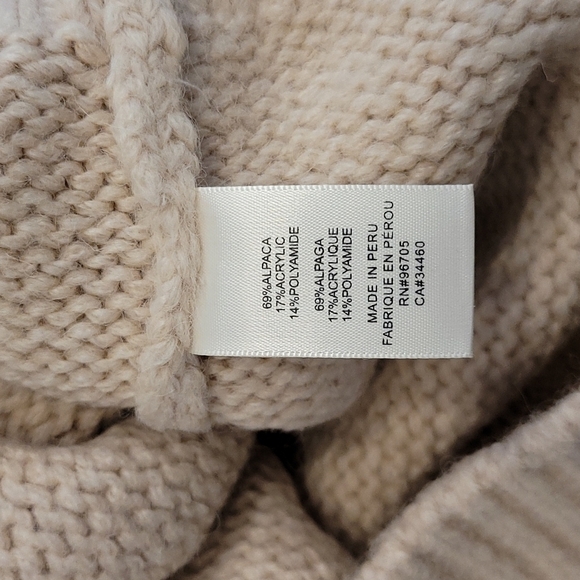 69%ALPACA
17%ACRYLIC
14%POLYAMIDE
69%ALPAGA
17%ACRYLIQUE
14%POLYAMIDE
MADE IN PERU
FABRIQUE EN PÉROU
RN#96705
CA#34460